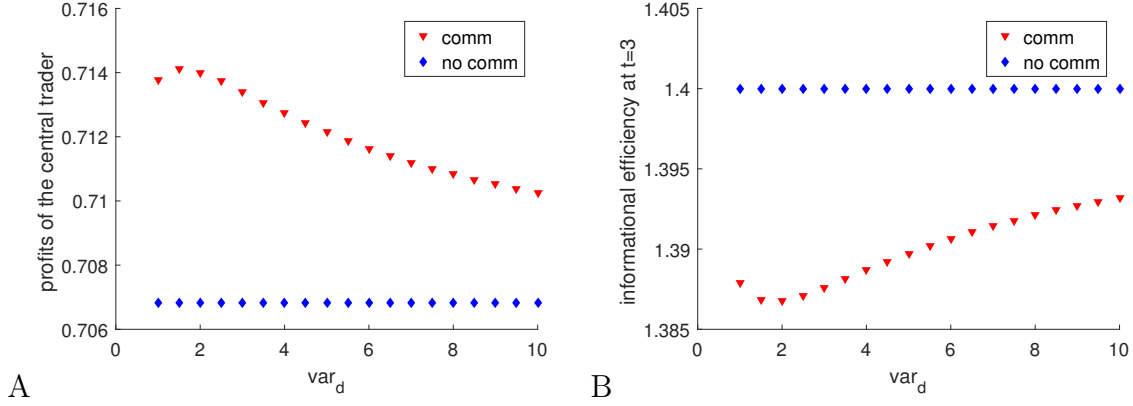 profits of the central trader
0.716
0.714
0.712
0.71
0.708
0.706
0
2
4
6
8
10
var_d
comm
no comm
A
informational efficiency at t=3
1.405
1.4
1.395
1.39
1.385
0
2
4
6
8
10
var_d
comm
no comm
B